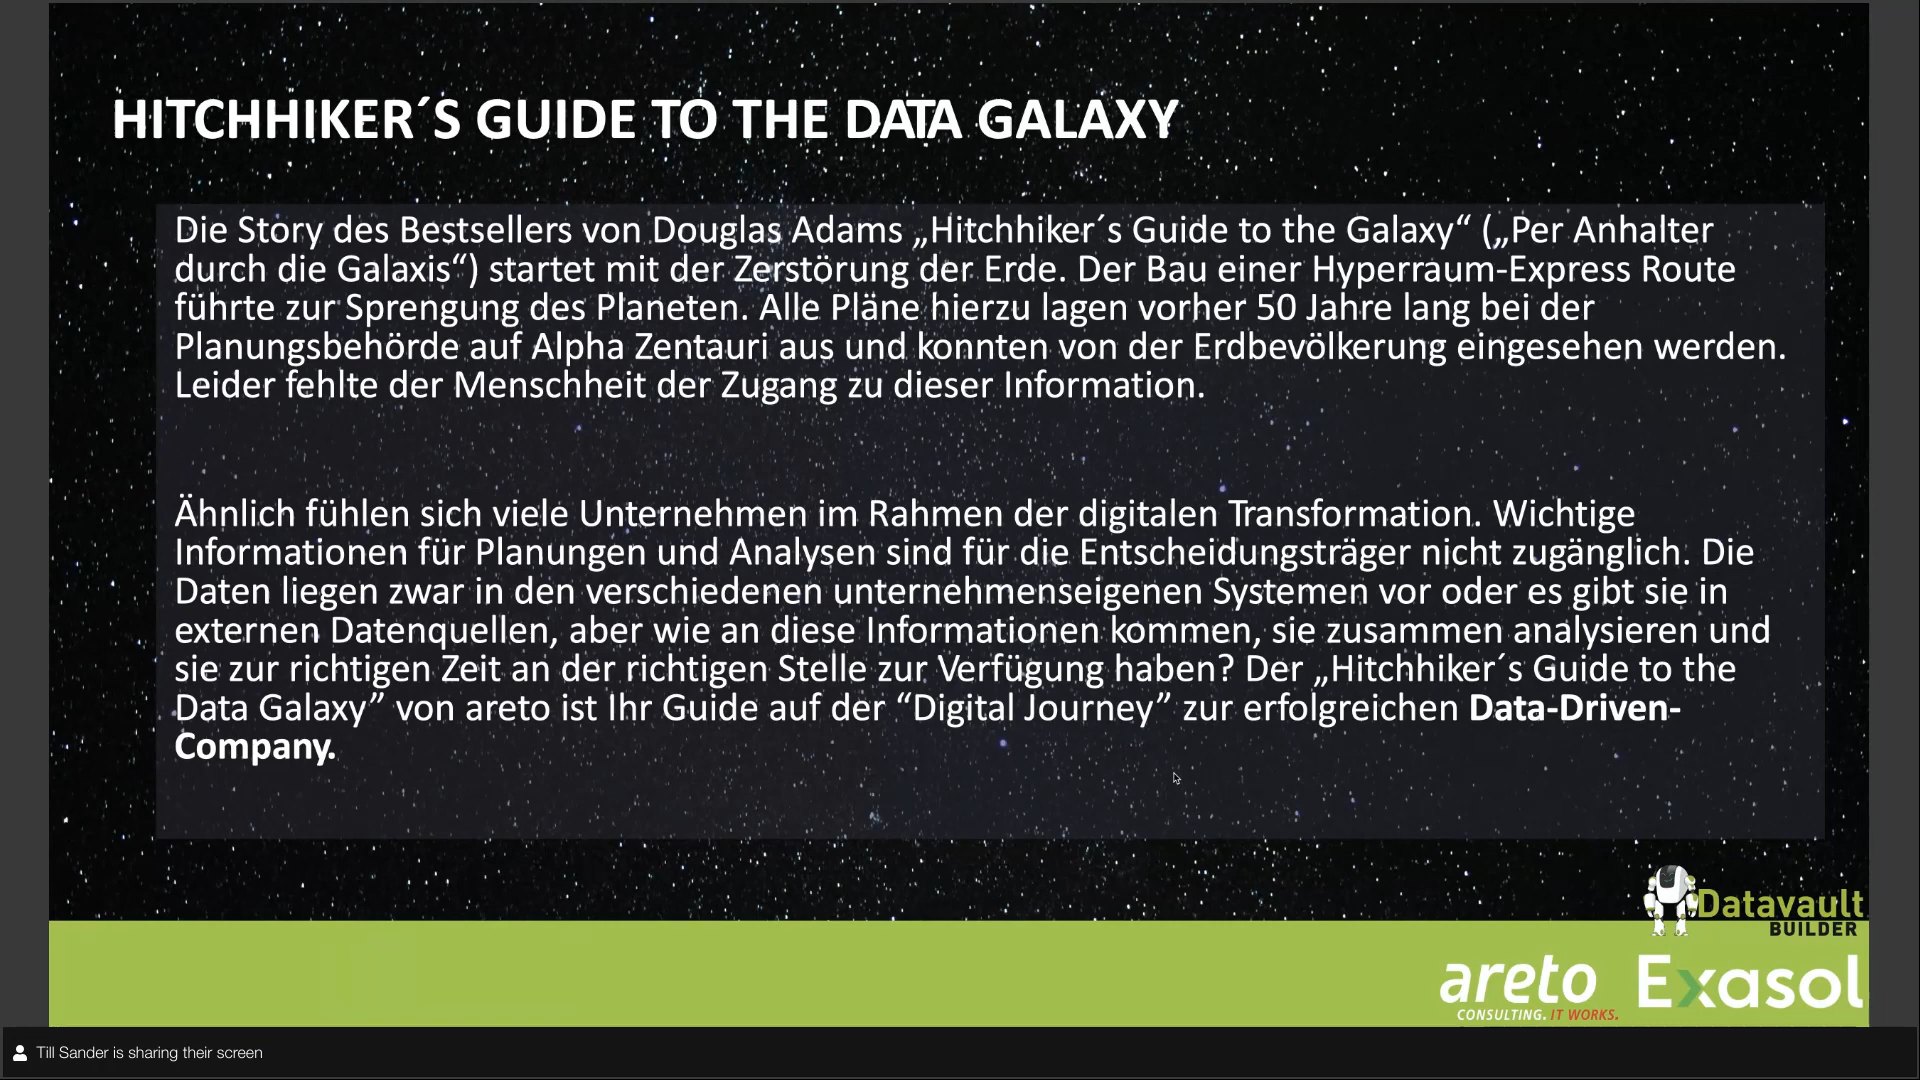 HITCHHIKER´S GUIDE TO THE DATA GALAXY
Die Story des Bestsellers von Douglas Adams „Hitchhiker´s Guide to the Galaxy“ („Per Anhalter
durch die Galaxis“) startet mit der Zerstörung der Erde. Der Bau einer Hyperraum-Express Route
führte zur Sprengung des Planeten. Alle Pläne hierzu lagen vorher 50 Jahre lang bei der
Planungsbehörde auf Alpha Zentauri aus und konnten von der Erdbevölkerung eingesehen werden.
Leider fehlte der Menschheit der Zugang zu dieser Information.
Ähnlich fühlen sich viele Unternehmen im Rahmen der digitalen Transformation. Wichtige
Informationen für Planungen und Analysen sind für die Entscheidungsträger nicht zugänglich. Die
Daten liegen zwar in den verschiedenen unternehmenseigenen Systemen vor oder es gibt sie in
externen Datenquellen, aber wie an diese Informationen kommen, sie zusammen analysieren und
sie zur richtigen Zeit an der richtigen Stelle zur Verfügung haben? Der „Hitchhiker´s Guide to the
Data Galaxy” von areto ist Ihr Guide auf der “Digital Journey” zur erfolgreichen Data-Driven-
Company.
Datavault
BUILDER
areto Exasol
CONSULTING. IT WORKS.
Till Sander is sharing their screen